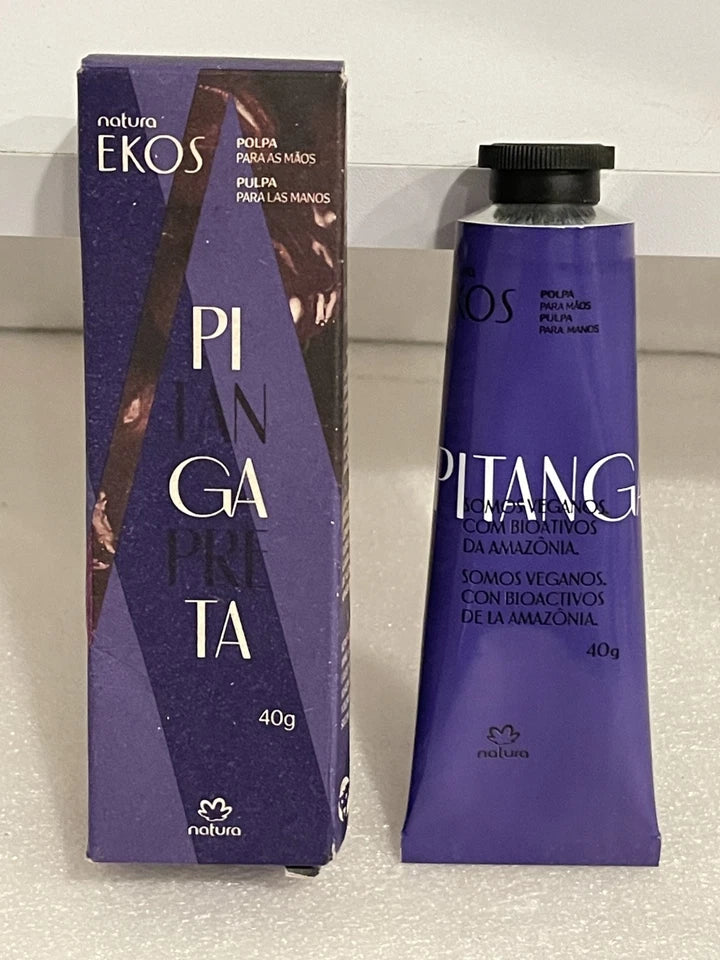 natura
EKOS
POLPA
PARA AS MÃOS
PULPA
PARA LAS MANOS
PI
TAN
GA
PRE
TA
40g
natura
KOS
POLPA
PARA MÃOS
PULPA
PARA MANOS
PITANGA
SOMOS VEGANOS.
COM BIOATIVOS
DA AMAZÔNIA.
SOMOS VEGANOS.
CON BIOACTIVOS
DE LA AMAZÔNIA.
40g
natura